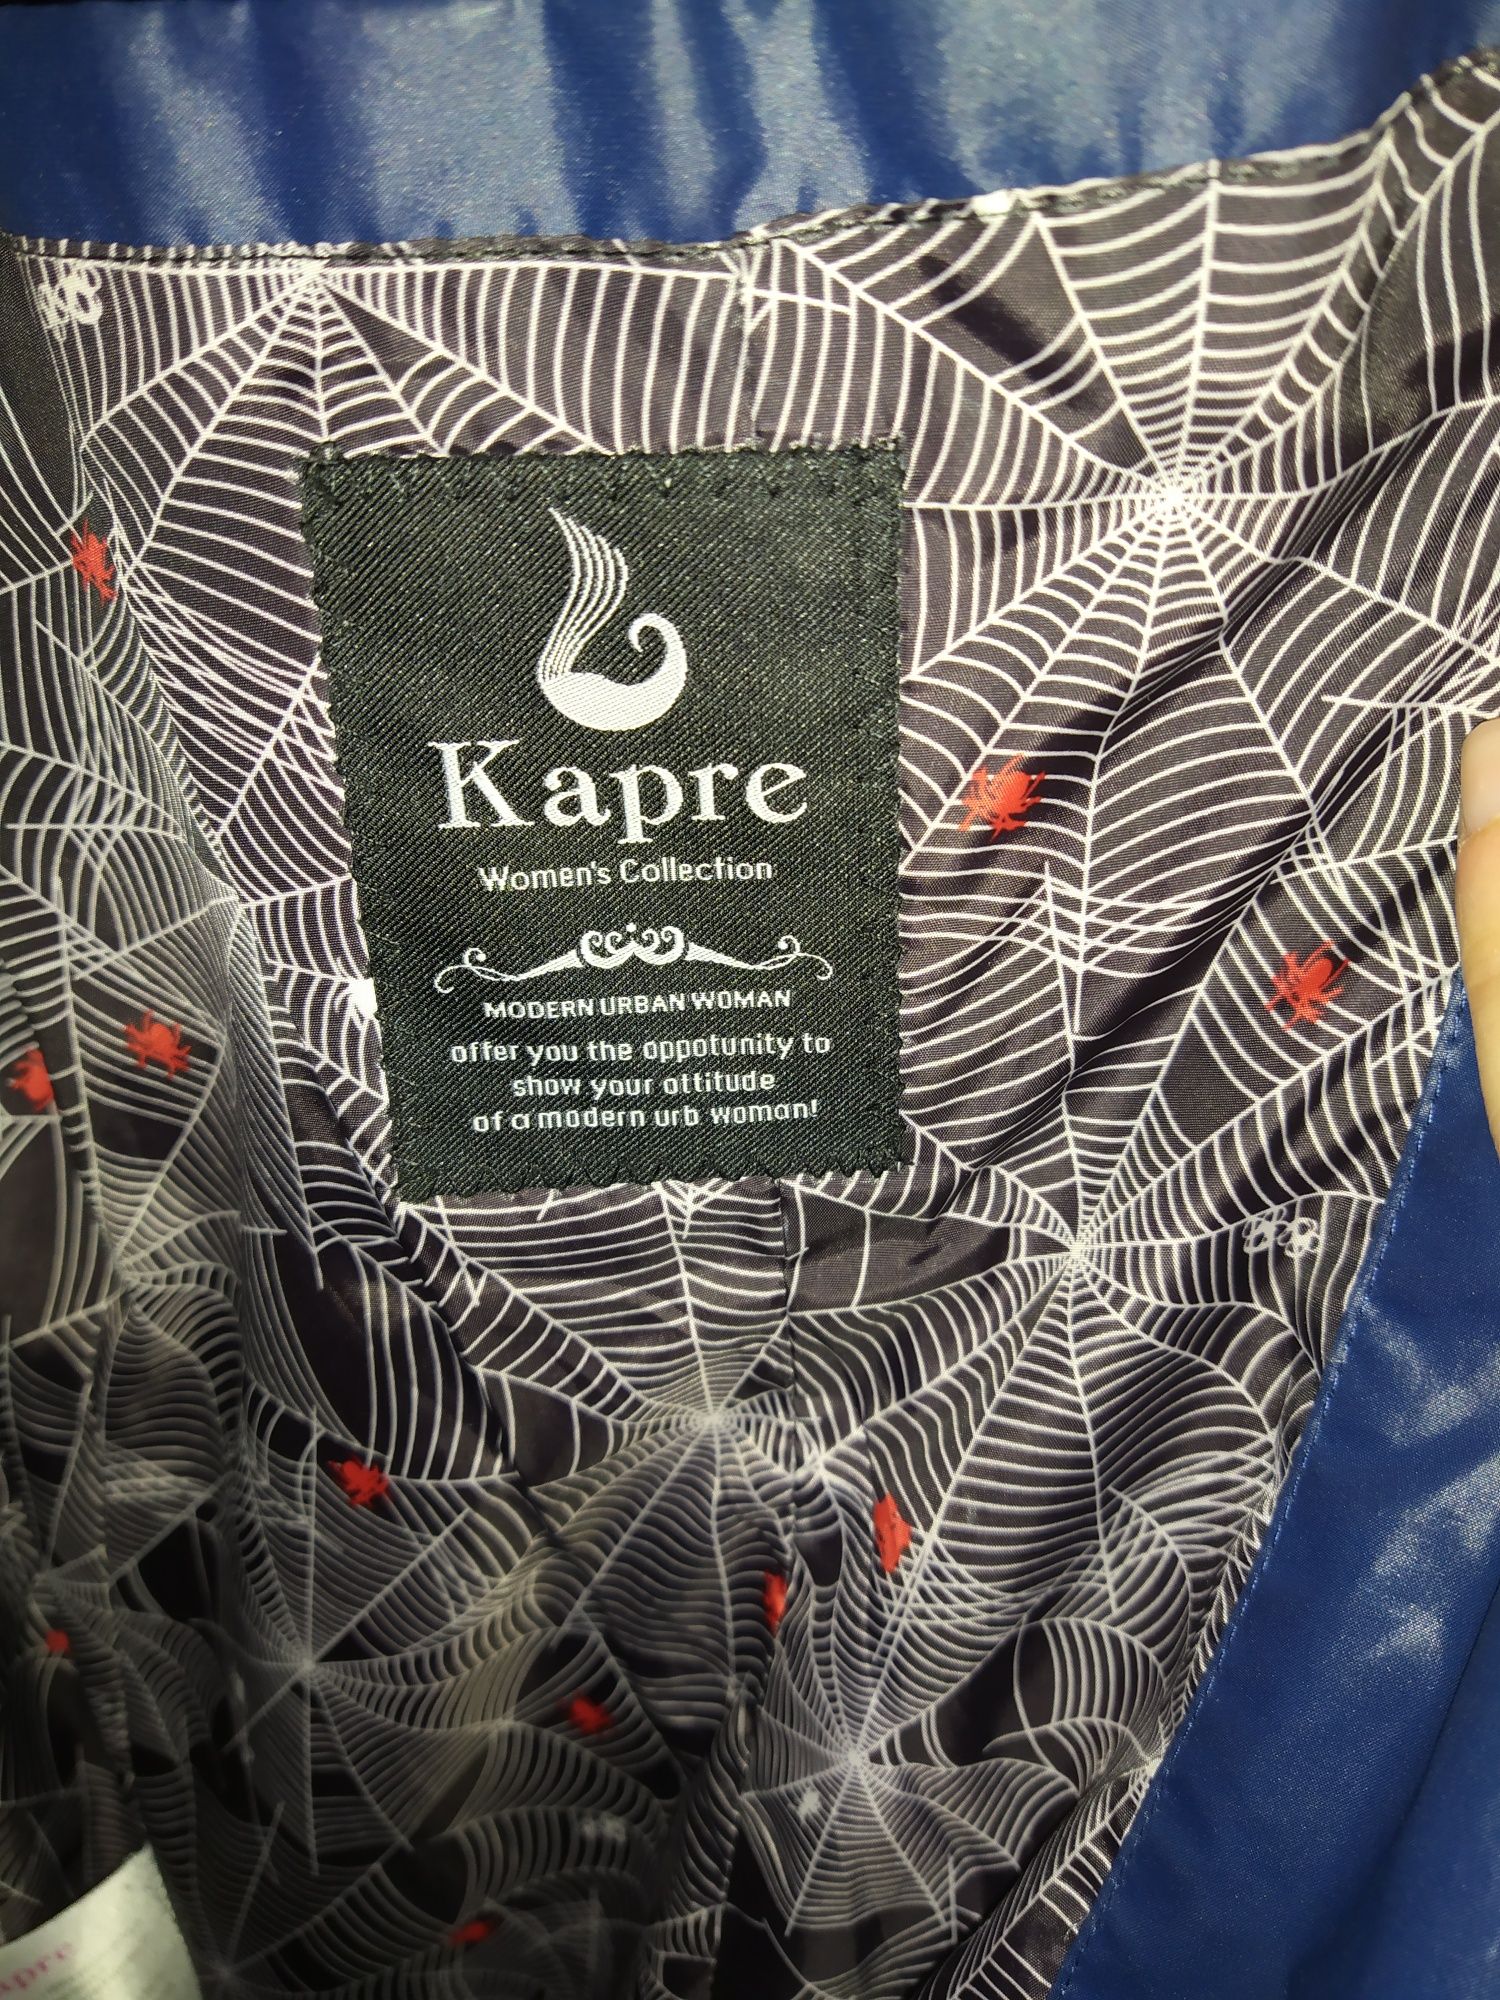 Kapre
Women's Collection
MODERN URBAN WOMAN
offer you the oppotunity to
show your attitude
of a modern urb woman!